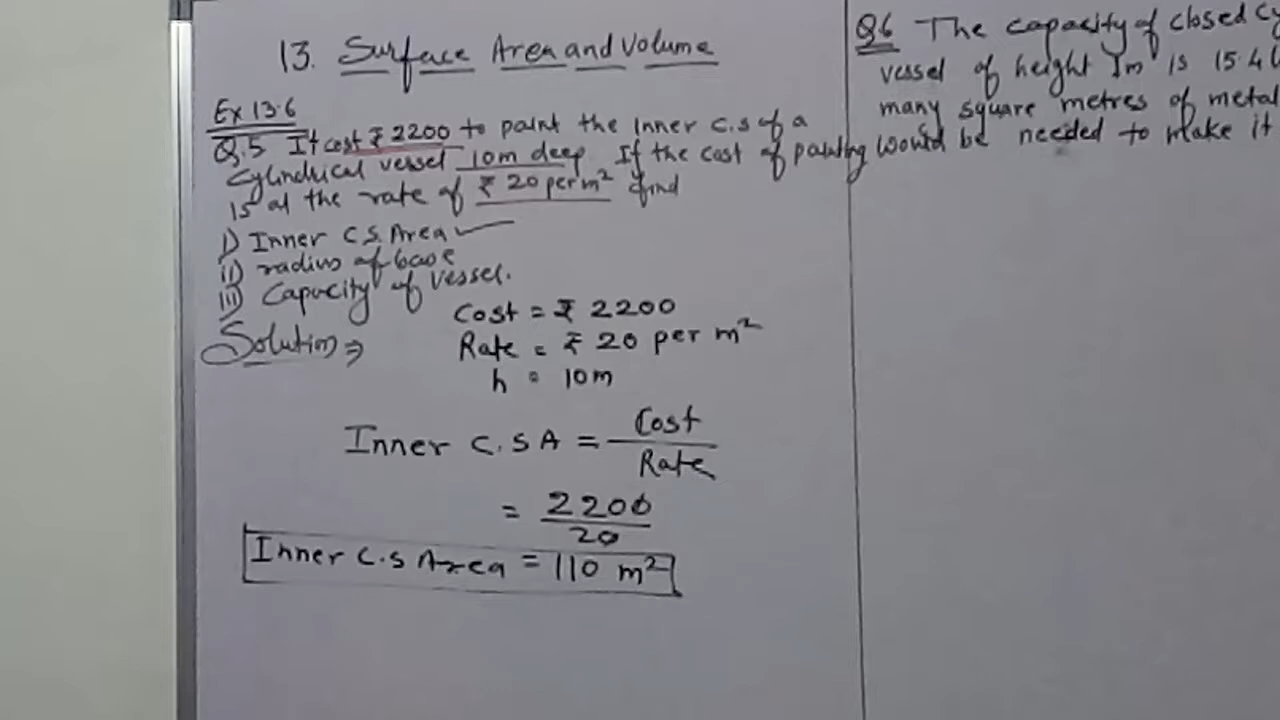 13. Surface Area and Volume
Ex 13.6
Q.5 It cost ₹ 2200 to paint the inner C.S of a
cylindrical vessel 10m deep If the cost of painting
is at the rate of ₹ 20 per m² find
i) Inner C.S. Area ✓
ii) radius of base
iii) Capacity of vessel.
Solution ⇒
Cost = ₹ 2200
Rate = ₹ 20 per m²
h = 10m
Inner C.SA = Cost
Rate
= 2200
20
Inner C.S Area = 110 m²
Q6 The capacity of closed Cy
vessel of height 1m is 15.4
many square metres of metal
would be needed to make it